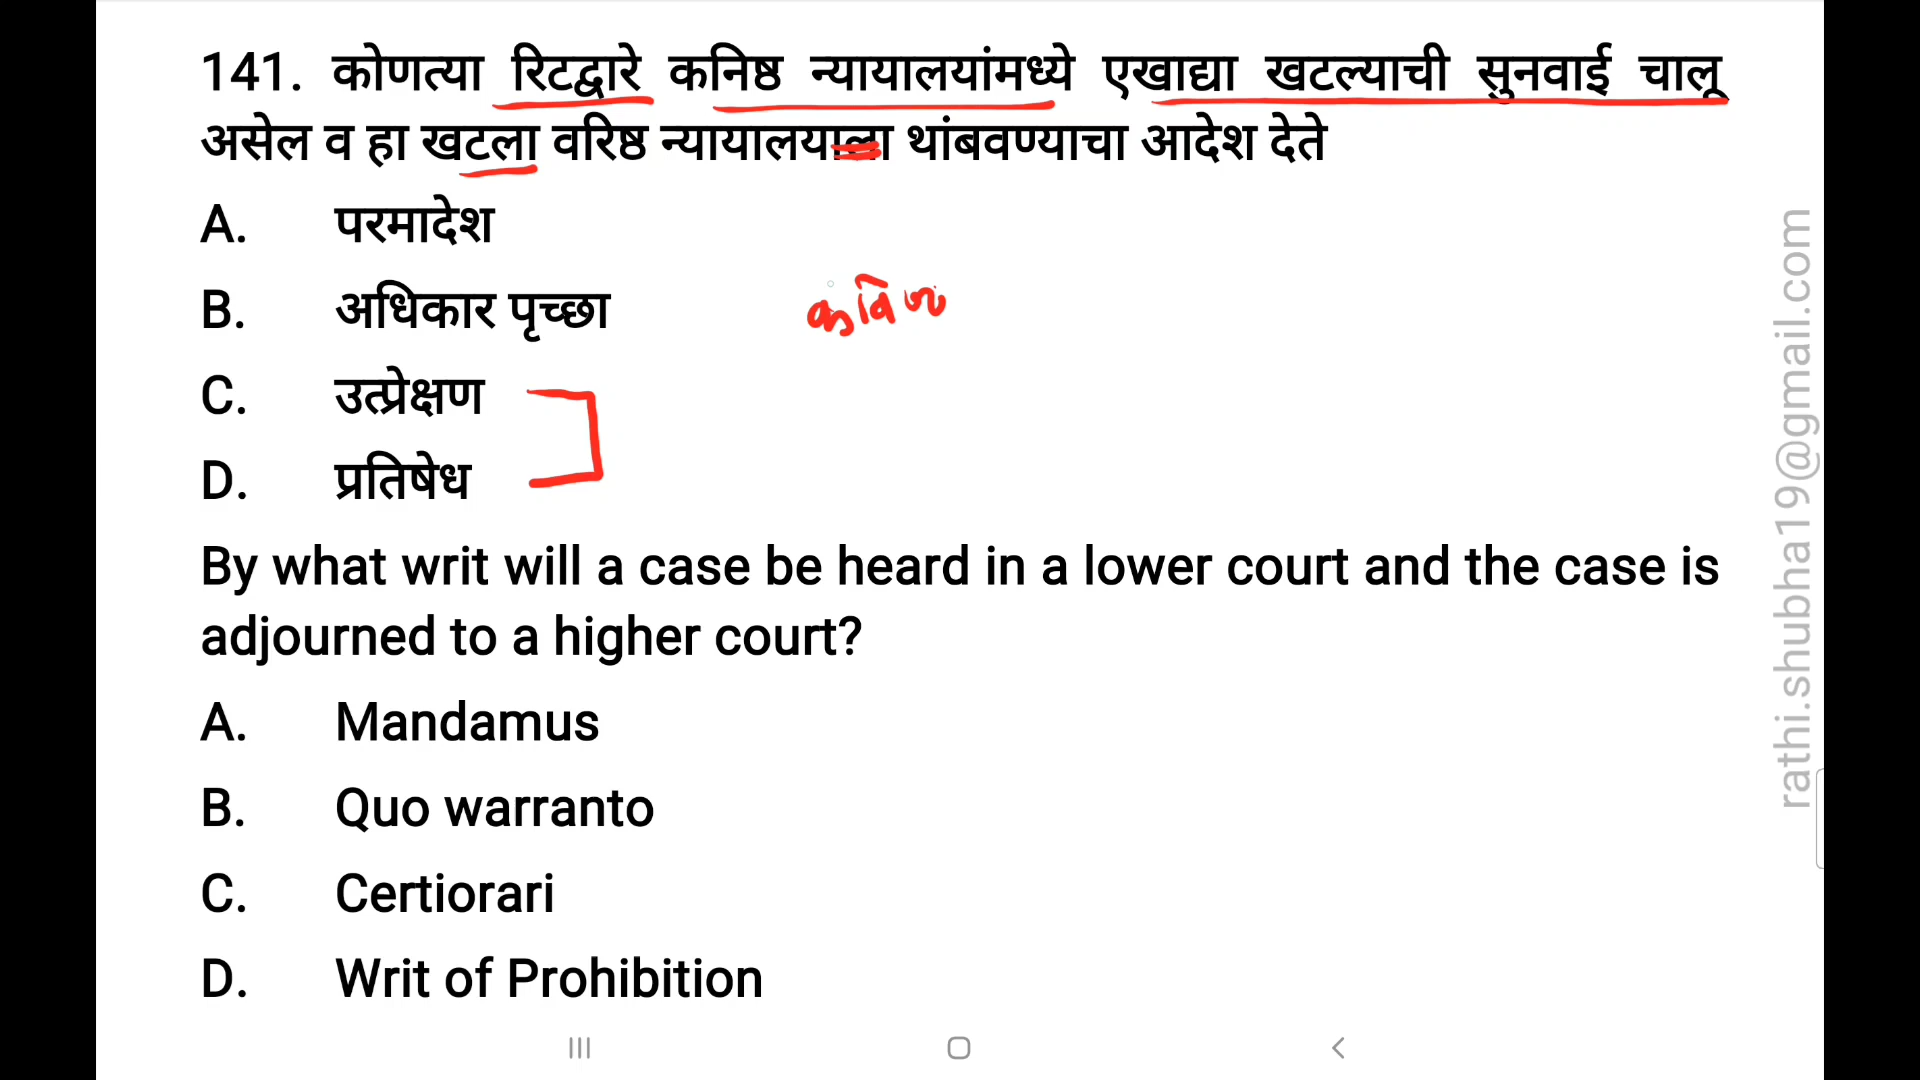 141. कोणत्या रिटद्वारे कनिष्ठ न्यायालयांमध्ये एखाद्या खटल्याची सुनवाई चालू
असेल व हा खटला वरिष्ठ न्यायालयाला थांबवण्याचा आदेश देते
A. परमादेश
B. अधिकार पृच्छा
C. उत्प्रेक्षण
D. प्रतिषेध
By what writ will a case be heard in a lower court and the case is
adjourned to a higher court?
A. Mandamus
B. Quo warranto
C. Certiorari
D. Writ of Prohibition
rathi.shubha19@gmail.com